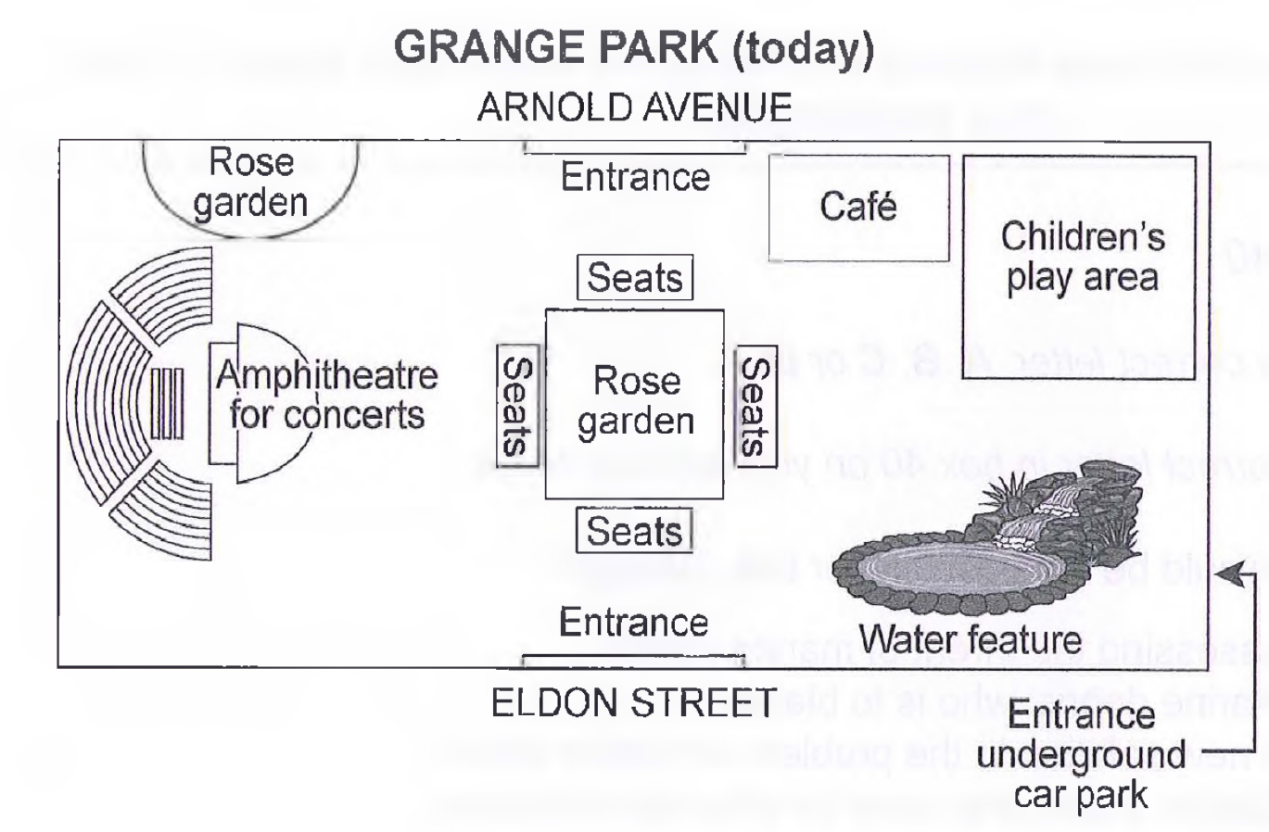 GRANGE PARK (today)
ARNOLD AVENUE
Rose
garden
Entrance
Café
Children's
play area
Seats
Amphitheatre
for concerts
Seats
Rose
garden
Seats
Seats
Entrance
Water feature
ELDON STREET
Entrance
underground
car park